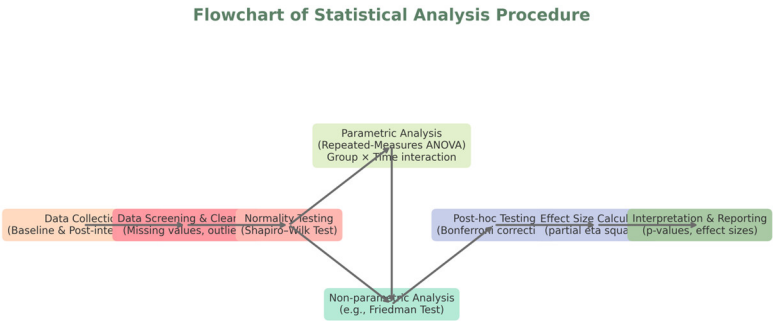 Flowchart of Statistical Analysis Procedure
Parametric Analysis
(Repeated-Measures ANOVA)
Group × Time interaction
Data Collectio
(Baseline & Post-inte
Data Screening & Clear
(Missing values, outlie
Normality Testing
(Shapiro–Wilk Test)
Post-hoc Testing
(Bonferroni correcti
Effect Size Calcul
(partial eta squa
Interpretation & Reporting
(p-values, effect sizes)
Non-parametric Analysis
(e.g., Friedman Test)